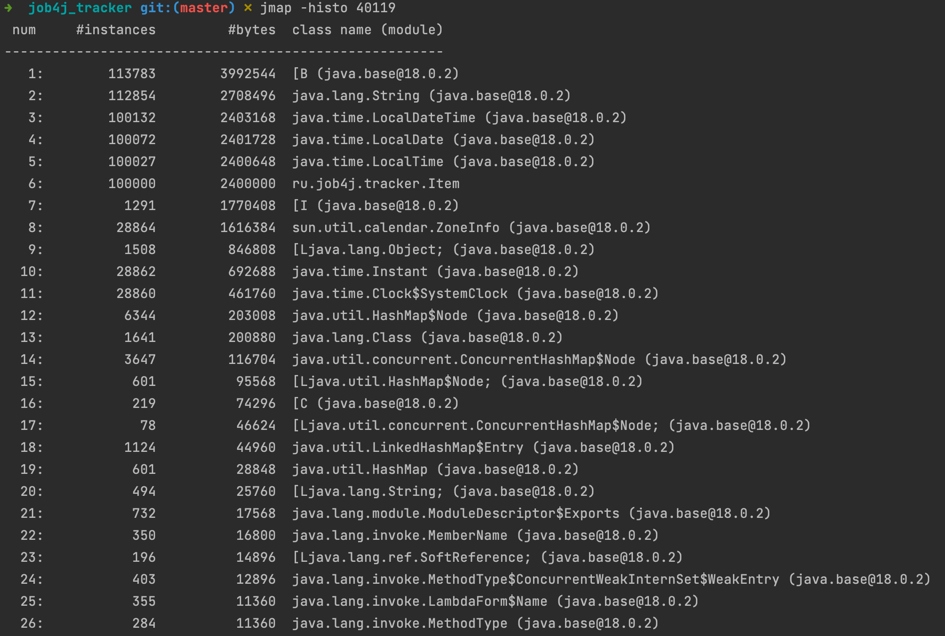 ➜  job4j_tracker git:(master) ✗ jmap -histo 40119
 num     #instances         #bytes  class name (module)
-------------------------------------------------------
   1:        113783        3992544  [B (java.base@18.0.2)
   2:        112854        2708496  java.lang.String (java.base@18.0.2)
   3:        100132        2403168  java.time.LocalDateTime (java.base@18.0.2)
   4:        100072        2401728  java.time.LocalDate (java.base@18.0.2)
   5:        100027        2400648  java.time.LocalTime (java.base@18.0.2)
   6:        100000        2400000  ru.job4j.tracker.Item
   7:          1291        1770408  [I (java.base@18.0.2)
   8:         28864        1616384  sun.util.calendar.ZoneInfo (java.base@18.0.2)
   9:          1508         846808  [Ljava.lang.Object; (java.base@18.0.2)
  10:         28862         692688  java.time.Instant (java.base@18.0.2)
  11:         28860         461760  java.time.Clock$SystemClock (java.base@18.0.2)
  12:          6344         203008  java.util.HashMap$Node (java.base@18.0.2)
  13:          1641         200880  java.lang.Class (java.base@18.0.2)
  14:          3647         116704  java.util.concurrent.ConcurrentHashMap$Node (java.base@18.0.2)
  15:           601          95568  [Ljava.util.HashMap$Node; (java.base@18.0.2)
  16:           219          74296  [C (java.base@18.0.2)
  17:            78          46624  [Ljava.util.concurrent.ConcurrentHashMap$Node; (java.base@18.0.2)
  18:          1124          44960  java.util.LinkedHashMap$Entry (java.base@18.0.2)
  19:           601          28848  java.util.HashMap (java.base@18.0.2)
  20:           494          25760  [Ljava.lang.String; (java.base@18.0.2)
  21:           732          17568  java.lang.module.ModuleDescriptor$Exports (java.base@18.0.2)
  22:           350          16800  java.lang.invoke.MemberName (java.base@18.0.2)
  23:           196          14896  [Ljava.lang.ref.SoftReference; (java.base@18.0.2)
  24:           403          12896  java.lang.invoke.MethodType$ConcurrentWeakInternSet$WeakEntry (java.base@18.0.2)
  25:           355          11360  java.lang.invoke.LambdaForm$Name (java.base@18.0.2)
  26:           284          11360  java.lang.invoke.MethodType (java.base@18.0.2)